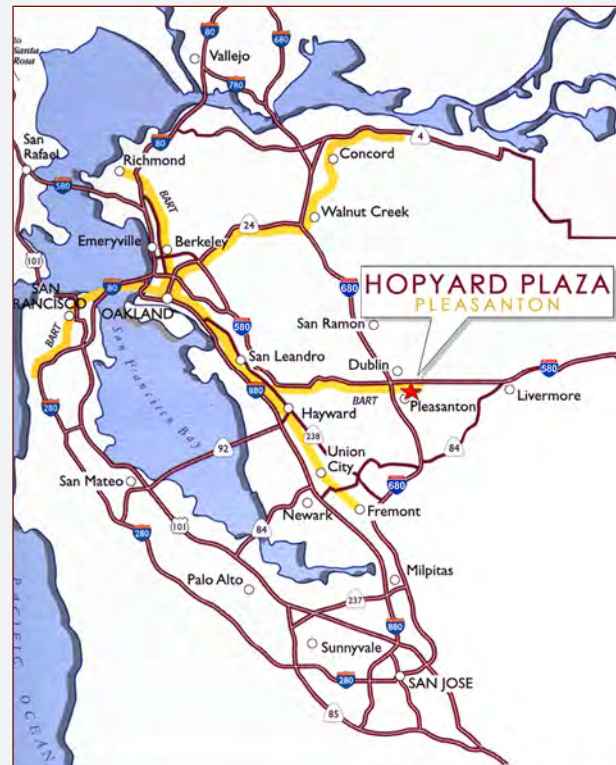 80
680
to
Santa
Rosa
Vallejo
780
4
San
Rafael
80
Richmond
Concord
580
BART
Walnut Creek
24
101
Emeryville
Berkeley
80
SAN
FRANCISCO
OAKLAND
680
HOPYARD PLAZA
PLEASANTON
BART
580
San Ramon
San Francisco Bay
San Leandro
Dublin
580
880
BART
Pleasanton
Livermore
280
Hayward
238
92
Union
City
84
San Mateo
680
Newark
Fremont
101
84
280
Palo Alto
Milpitas
237
PACIFIC OCEAN
880
Sunnyvale
280
SAN JOSE
85